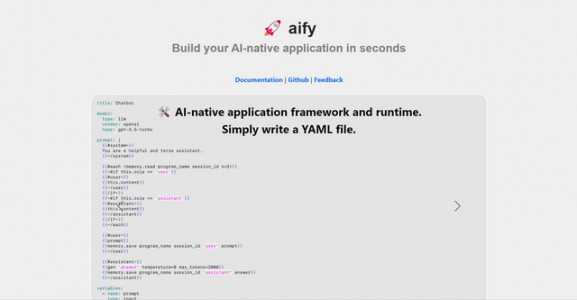 🚀 aify
Build your AI-native application in seconds
Documentation | Github | Feedback
🛠 AI-native application framework and runtime.
Simply write a YAML file.
title: Chatbot
model:
type: llm
vendor: openai
name: gpt-3.5-turbo
prompt: |
{{#system~}}
You are a helpful and terse assistant.
{{~/system}}
{{#each (memory.read program_name session_id n=3)}}
{{~#if this.role == 'user'}}
{{#user~}}
{{this.content}}
{{~/user}}
{{/if~}}
{{~#if this.role == 'assistant'}}
{{#assistant~}}
{{this.content}}
{{~/assistant}}
{{/if~}}
{{~/each}}
{{#user~}}
{{prompt}}
{{memory.save program_name session_id 'user' prompt}}
{{~/user}}
{{#assistant~}}
{{gen 'answer' temperature=0 max_tokens=2000}}
{{memory.save program_name session_id 'assistant' answer}}
{{~/assistant}}
variables:
- name: prompt
type: input